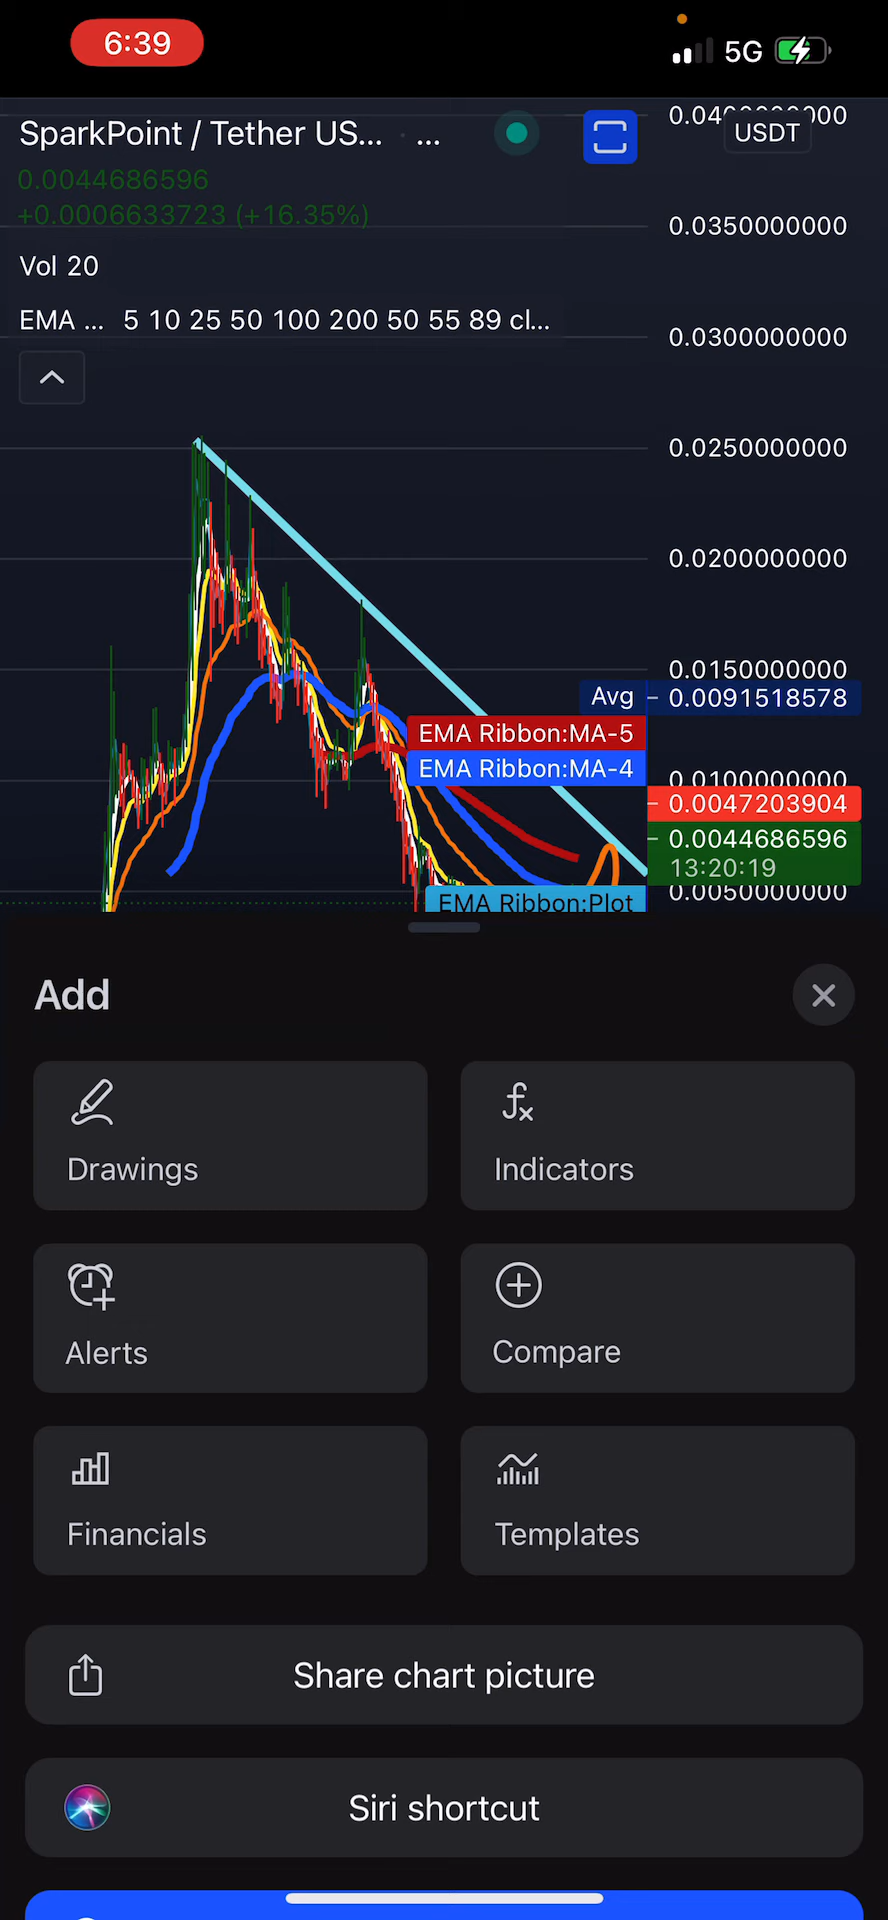 6:39
5G
SparkPoint / Tether US... · ...
USDT
0.0044686596
+0.0006633723 (+16.35%)
0.0350000000
Vol 20
EMA ... 5 10 25 50 100 200 50 55 89 cl...
0.0300000000
0.0250000000
0.0200000000
0.0150000000
Avg
0.0091518578
EMA Ribbon:MA-5
EMA Ribbon:MA-4
0.0100000000
0.0047203904
0.0044686596
13:20:19
0.0050000000
EMA Ribbon:Plot
Add
Drawings
Indicators
Alerts
Compare
Financials
Templates
Share chart picture
Siri shortcut